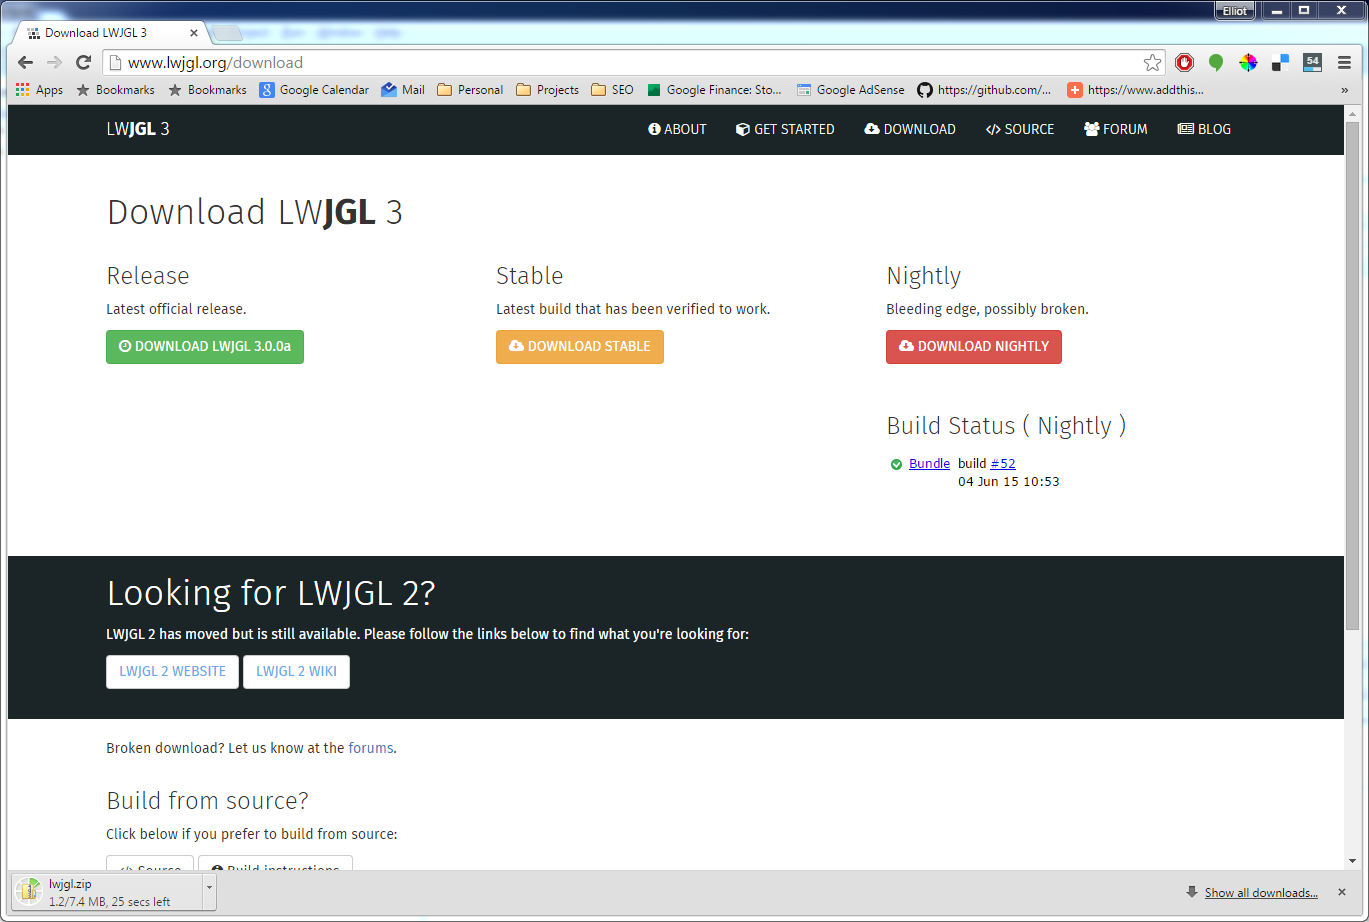 Elliot
Download LWJGL 3
www.lwjgl.org/download
54
Apps Bookmarks Bookmarks Google Calendar Mail Personal Projects SEO Google Finance: Sto... Google AdSense https://github.com/... https://www.addthis... »
LWJGL 3 ABOUT GET STARTED DOWNLOAD </> SOURCE FORUM BLOG
Download LWJGL 3
Release Stable Nightly
Latest official release. Latest build that has been verified to work. Bleeding edge, possibly broken.
DOWNLOAD LWJGL 3.0.0a DOWNLOAD STABLE DOWNLOAD NIGHTLY
Build Status ( Nightly )
Bundle build #52
04 Jun 15 10:53
Looking for LWJGL 2?
LWJGL 2 has moved but is still available. Please follow the links below to find what you're looking for:
LWJGL 2 WEBSITE LWJGL 2 WIKI
Broken download? Let us know at the forums.
Build from source?
Click below if you prefer to build from source:
</> Source Build instructions
lwjgl.zip
1.2/7.4 MB, 25 secs left
Show all downloads...